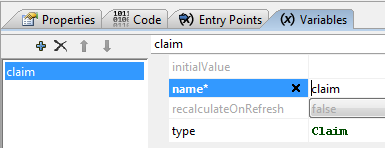 Properties Code Entry Points (x) Variables
claim
claim
initialValue
name* claim
recalculateOnRefresh false
type Claim